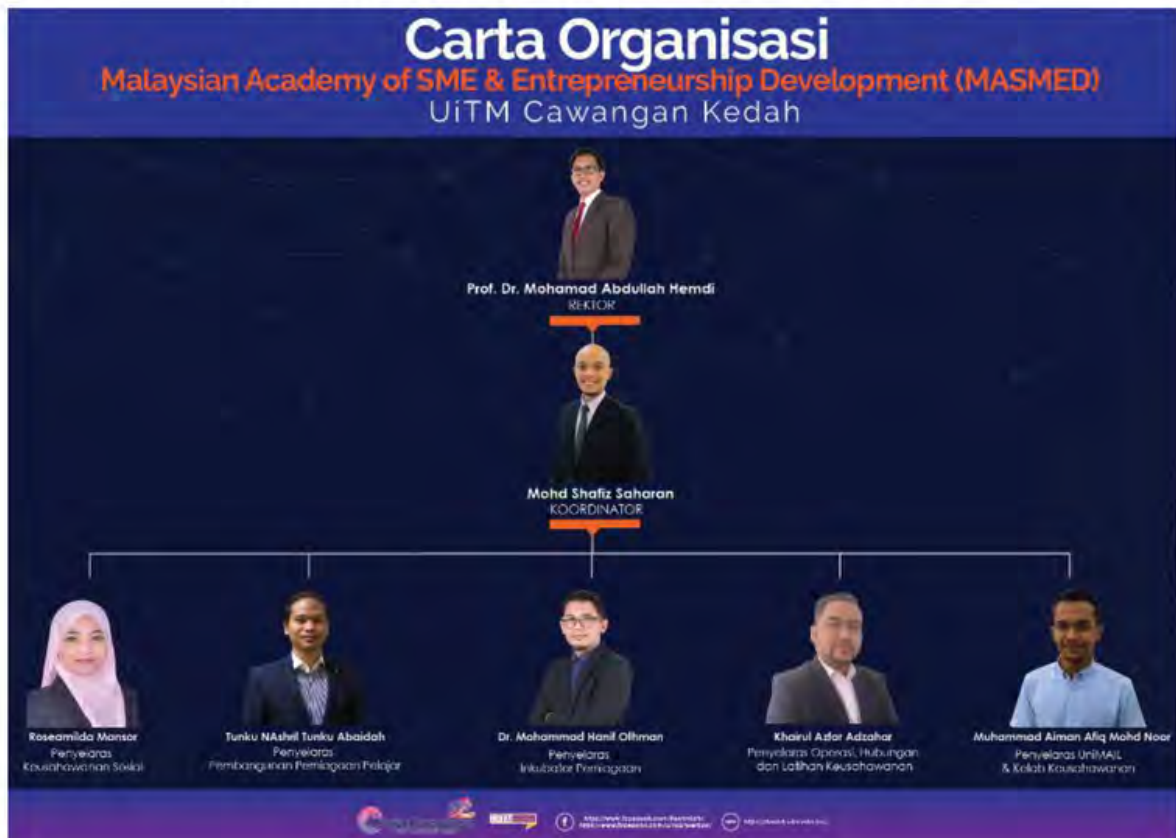 Carta Organisasi
Malaysian Academy of SME & Entrepreneurship Development (MASMED)
UiTM Cawangan Kedah
Prof. Dr. Mohamad Abdullah Hemdi
REKTOR
Mohd Shafiz Saharan
KOORDINATOR
Roseamilda Mansor
Penyelaras
Keusahawanan Sosial
Tunku NAshril Tunku Abaidah
Penyelaras
Pembangunan Perniagaan Pelajar
Dr. Mohammad Hanif Othman
Penyelaras
Inkubator Perniagaan
Khairul Azfar Adzahar
Penyelaras Operasi, Hubungan
dan Latihan Keusahawanan
Muhammad Aiman Afiq Mohd Noor
Penyelaras UniMAIL
& Kelab Keusahawanan